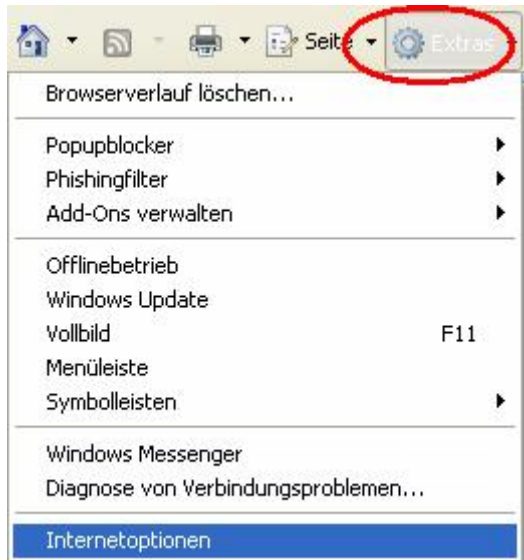 Seite Extras
Browserverlauf löschen...
Popupblocker
Phishingfilter
Add-Ons verwalten
Offlinebetrieb
Windows Update
Vollbild F11
Menüleiste
Symbolleisten
Windows Messenger
Diagnose von Verbindungsproblemen...
Internetoptionen